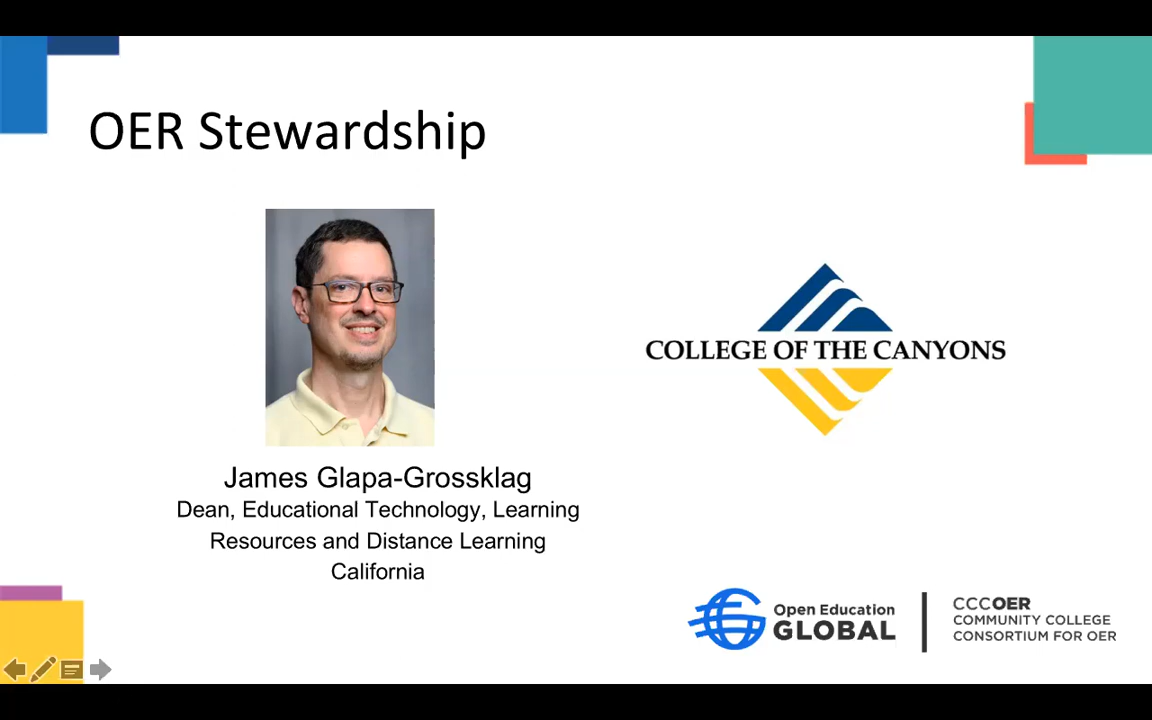 OER Stewardship
COLLEGE OF THE CANYONS
James Glapa-Grossklag
Dean, Educational Technology, Learning
Resources and Distance Learning
California
Open Education
GLOBAL
CCCOER
COMMUNITY COLLEGE
CONSORTIUM FOR OER